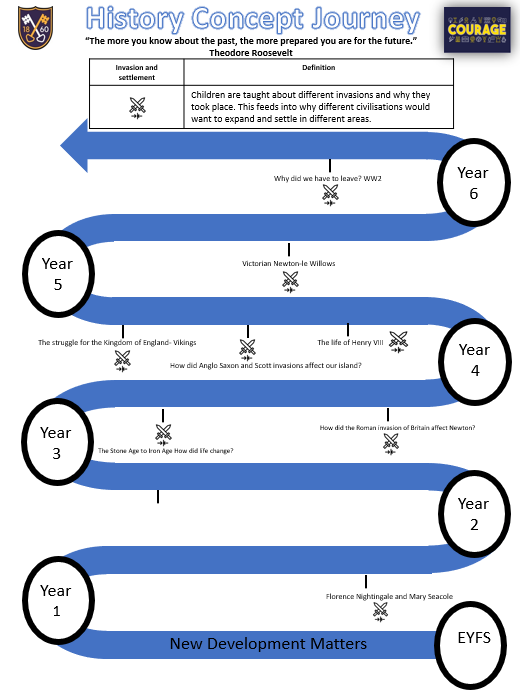 History Concept Journey
18 60
COURAGE
“The more you know about the past, the more prepared you are for the future.”
Theodore Roosevelt
Invasion and settlement
Definition
Children are taught about different invasions and why they
took place. This feeds into why different civilisations would
want to expand and settle in different areas.
Year
6
Why did we have to leave? WW2
Year
5
Victorian Newton-le Willows
The struggle for the Kingdom of England- Vikings
The life of Henry VIII
Year
4
How did Anglo Saxon and Scott invasions affect our island?
Year
3
How did the Roman invasion of Britain affect Newton?
The Stone Age to Iron Age How did life change?
Year
2
Year
1
Florence Nightingale and Mary Seacole
New Development Matters
EYFS